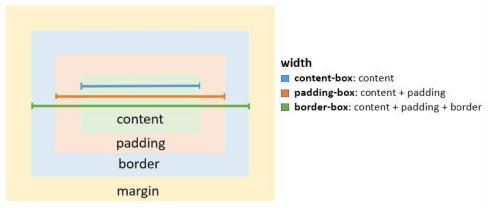 content
padding
border
margin
width
content-box: content
padding-box: content + padding
border-box: content + padding + border